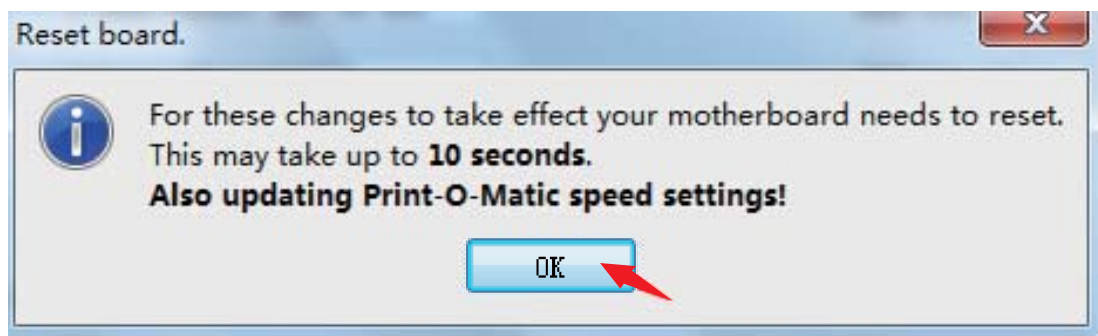 Reset board.
For these changes to take effect your motherboard needs to reset.
This may take up to 10 seconds.
Also updating Print-O-Matic speed settings!
OK